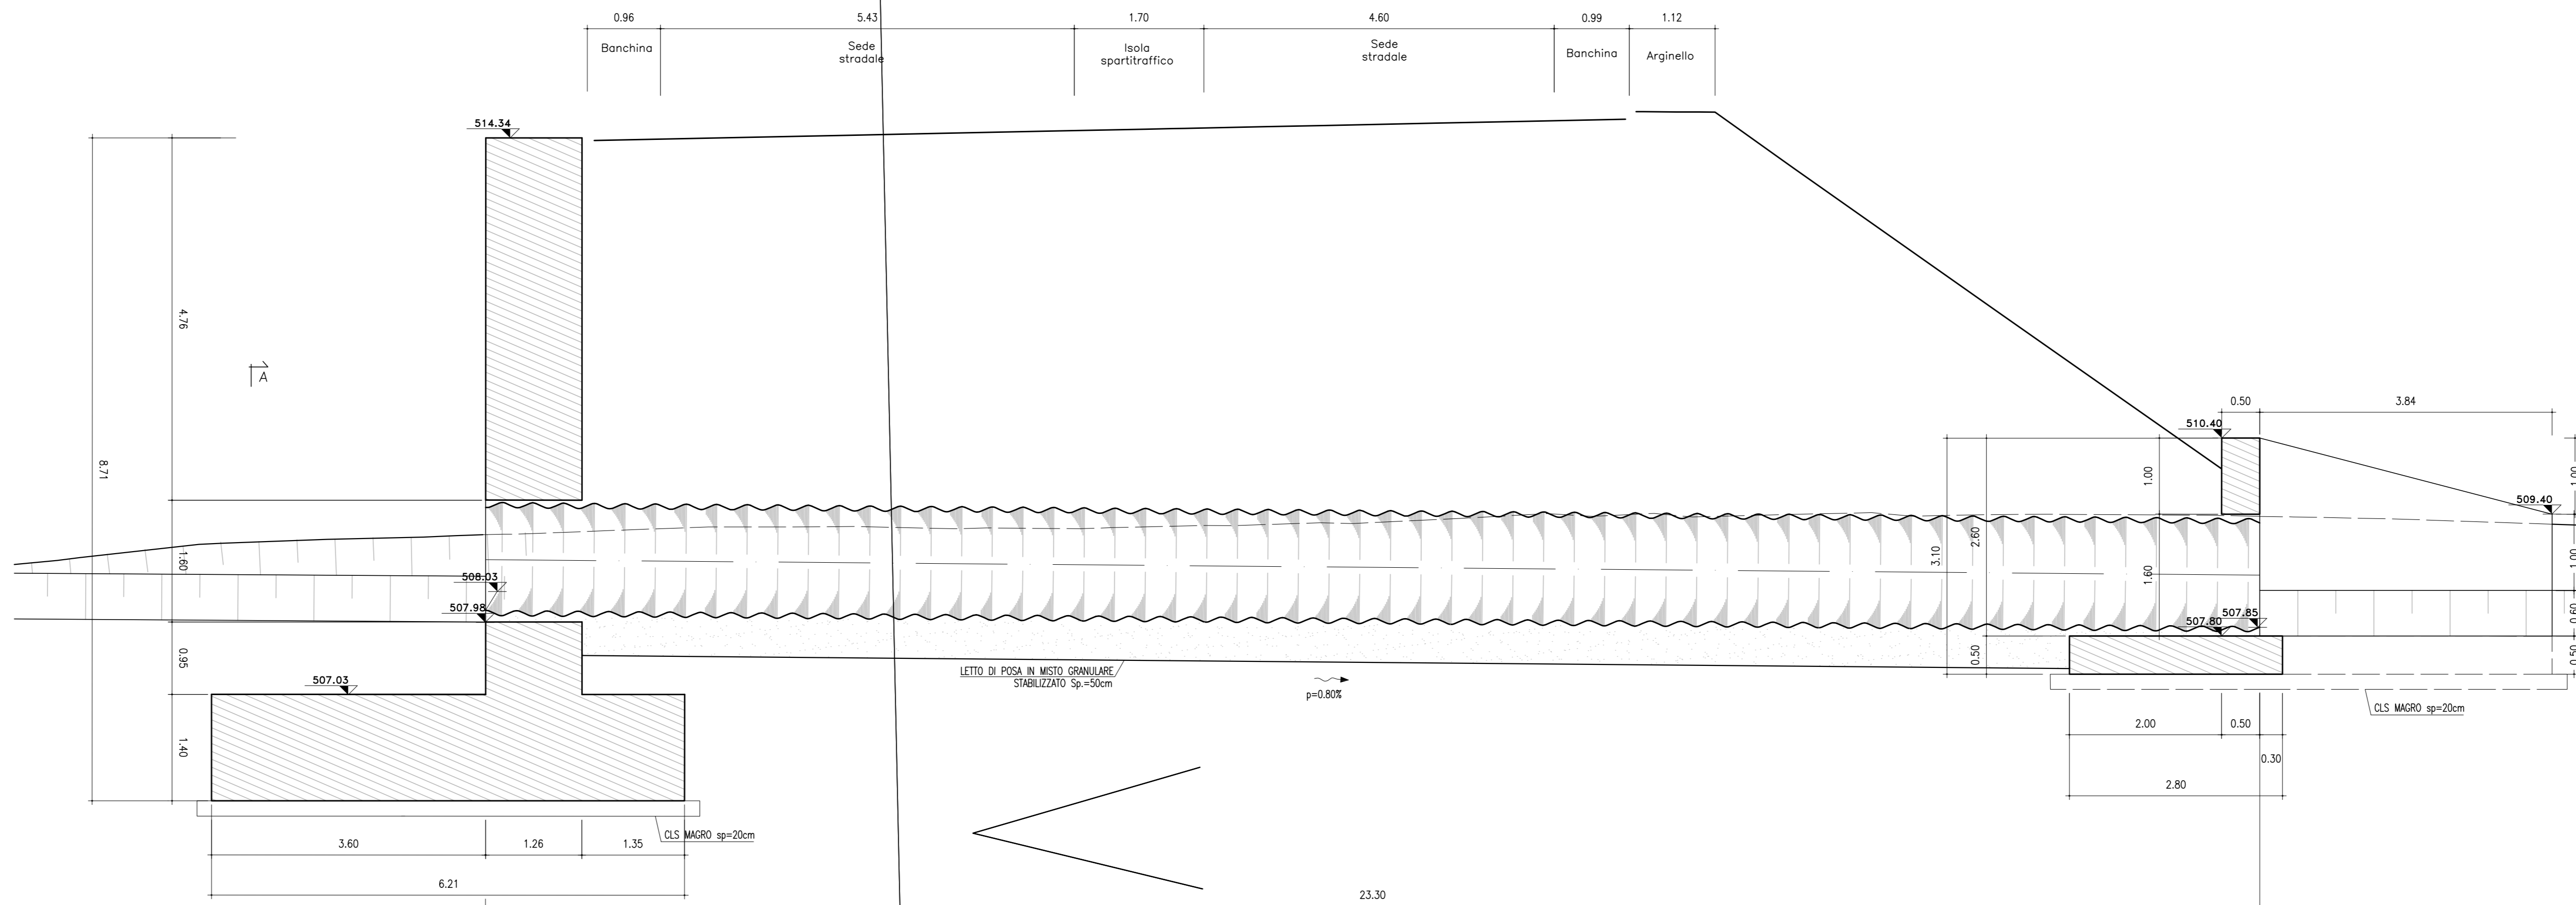 0.96
5.43
1.70
4.60
0.99
1.12
Banchina
Sede
stradale
Isola
spartitraffico
Sede
stradale
Banchina
Arginello
514.34
4.76
8.71
A
1.60
0.95
1.40
508.03
507.98
507.03
3.60
1.26
1.35
6.21
CLS MAGRO sp=20cm
LETTO DI POSA IN MISTO GRANULARE
STABILIZZATO Sp.=50cm
p=0.80%
23.30
0.50
3.84
510.40
509.40
1.00
2.60
3.10
1.60
0.50
507.85
507.80
1.00
1.00
0.60
0.50
CLS MAGRO sp=20cm
2.00
0.50
0.30
2.80